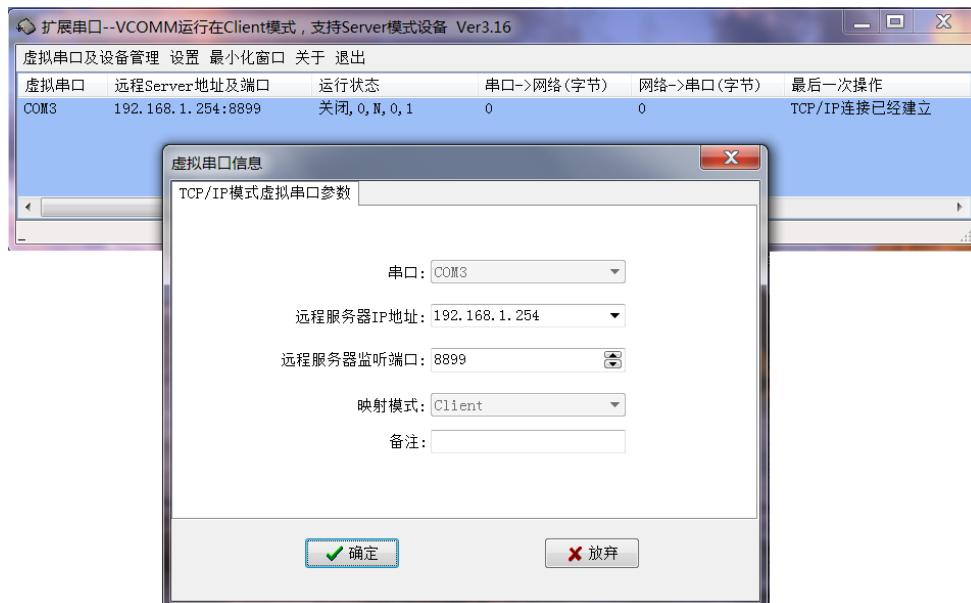 扩展串口--VCOMM运行在Client模式，支持Server模式设备 Ver3.16
虚拟串口及设备管理 设置 最小化窗口 关于 退出
虚拟串口 远程Server地址及端口 运行状态 串口->网络(字节) 网络->串口(字节) 最后一次操作
COM3 192.168.1.254:8899 关闭,0,N,0,1 0 0 TCP/IP连接已经建立
虚拟串口信息
TCP/IP模式虚拟串口参数
串口: COM3
远程服务器IP地址: 192.168.1.254
远程服务器监听端口: 8899
映射模式: Client
备注:
确定 放弃